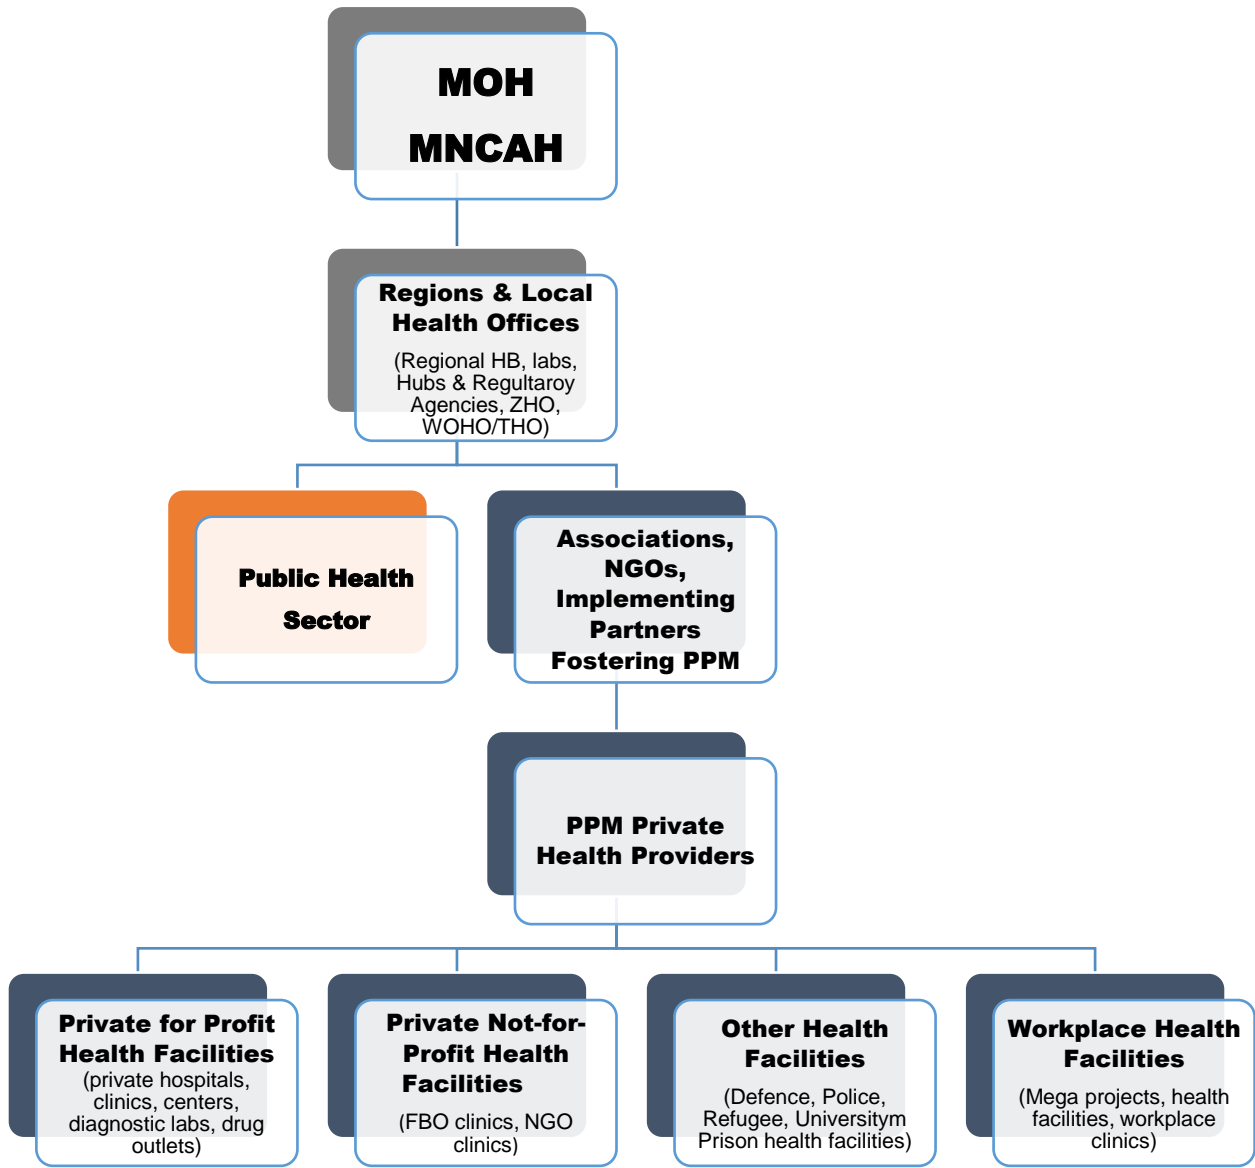 MOH
MNCAH
Regions & Local
Health Offices
(Regional HB, labs,
Hubs & Regultaroy
Agencies, ZHO,
WOHO/THO)
Public Health
Sector
Associations,
NGOs,
Implementing
Partners
Fostering PPM
PPM Private
Health Providers
Private for Profit
Health Facilities
(private hospitals,
clinics, centers,
diagnostic labs, drug
outlets)
Private Not-for-
Profit Health
Facilities
(FBO clinics, NGO
clinics)
Other Health
Facilities
(Defence, Police,
Refugee, Universitym
Prison health facilities)
Workplace Health
Facilities
(Mega projects, health
facilities, workplace
clinics)